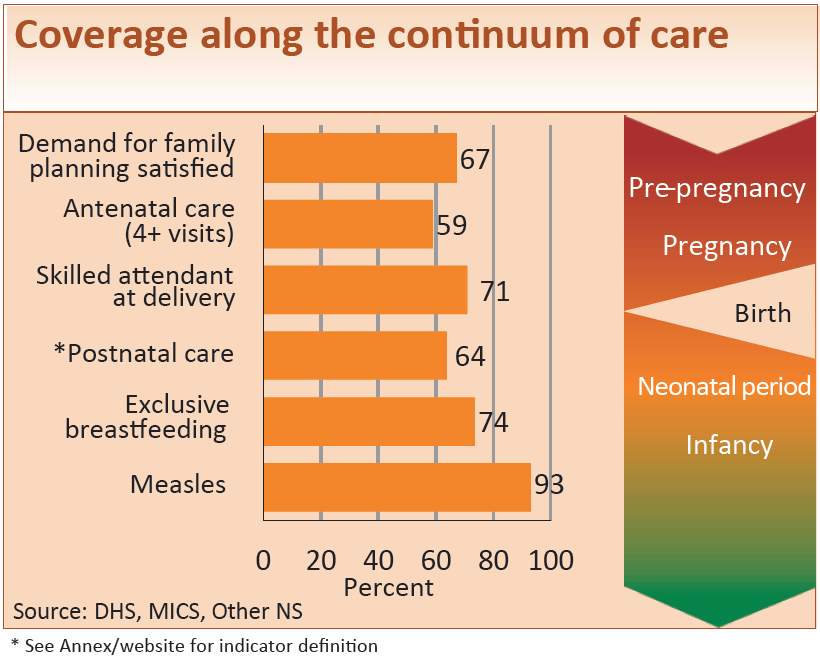 Coverage along the continuum of care
Demand for family
planning satisfied
67
Antenatal care
(4+ visits)
59
Skilled attendant
at delivery
71
*Postnatal care
64
Exclusive
breastfeeding
74
Measles
93
0 20 40 60 80 100
Percent
Pre-pregnancy
Pregnancy
Birth
Neonatal period
Infancy
Source: DHS, MICS, Other NS
* See Annex/website for indicator definition